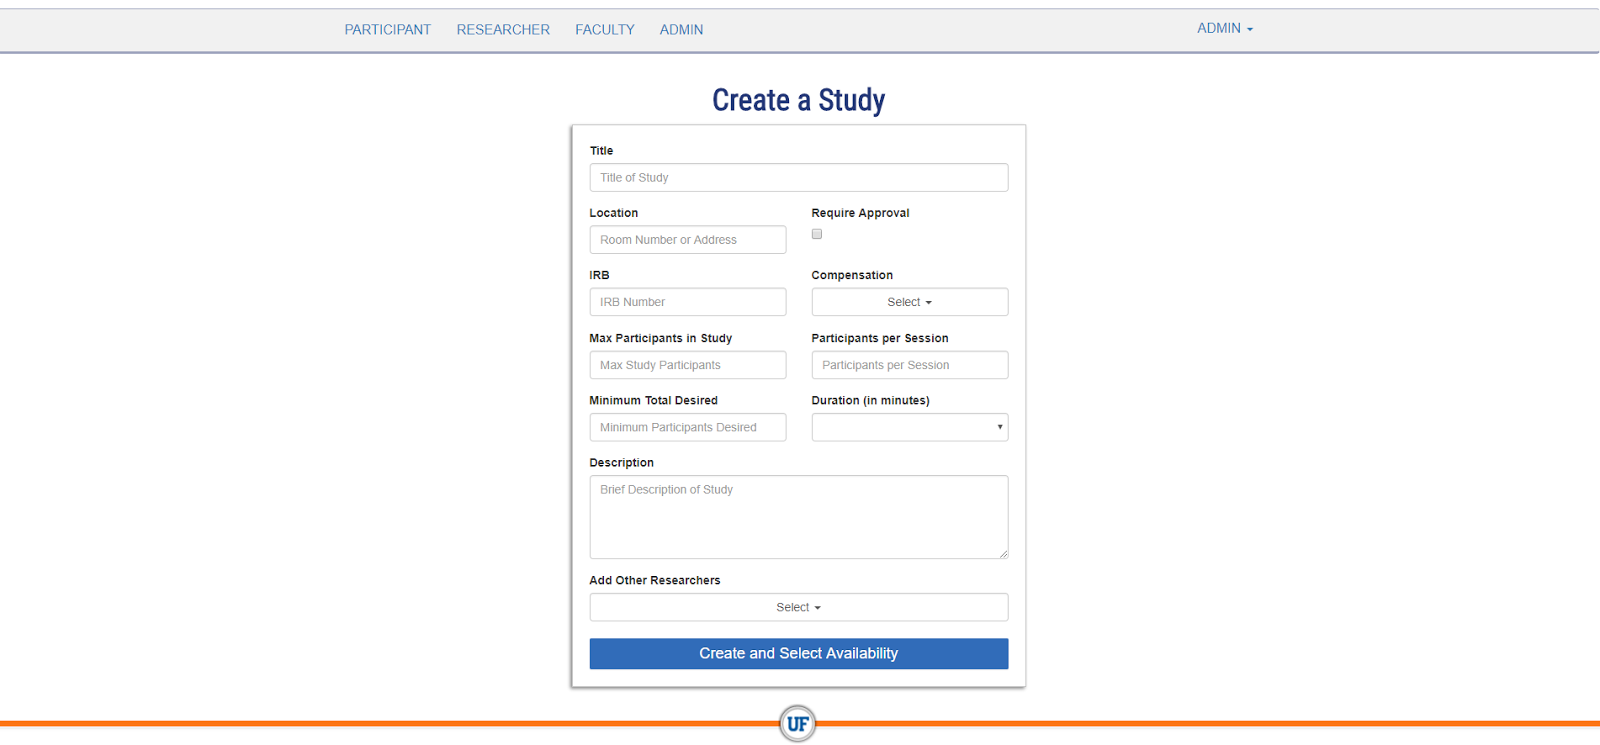 PARTICIPANT RESEARCHER FACULTY ADMIN ADMIN
Create a Study
Title
Title of Study
Location Require Approval
Room Number or Address
IRB Compensation
IRB Number Select
Max Participants in Study Participants per Session
Max Study Participants Participants per Session
Minimum Total Desired Duration (in minutes)
Minimum Participants Desired
Description
Brief Description of Study
Add Other Researchers
Select
Create and Select Availability
UF